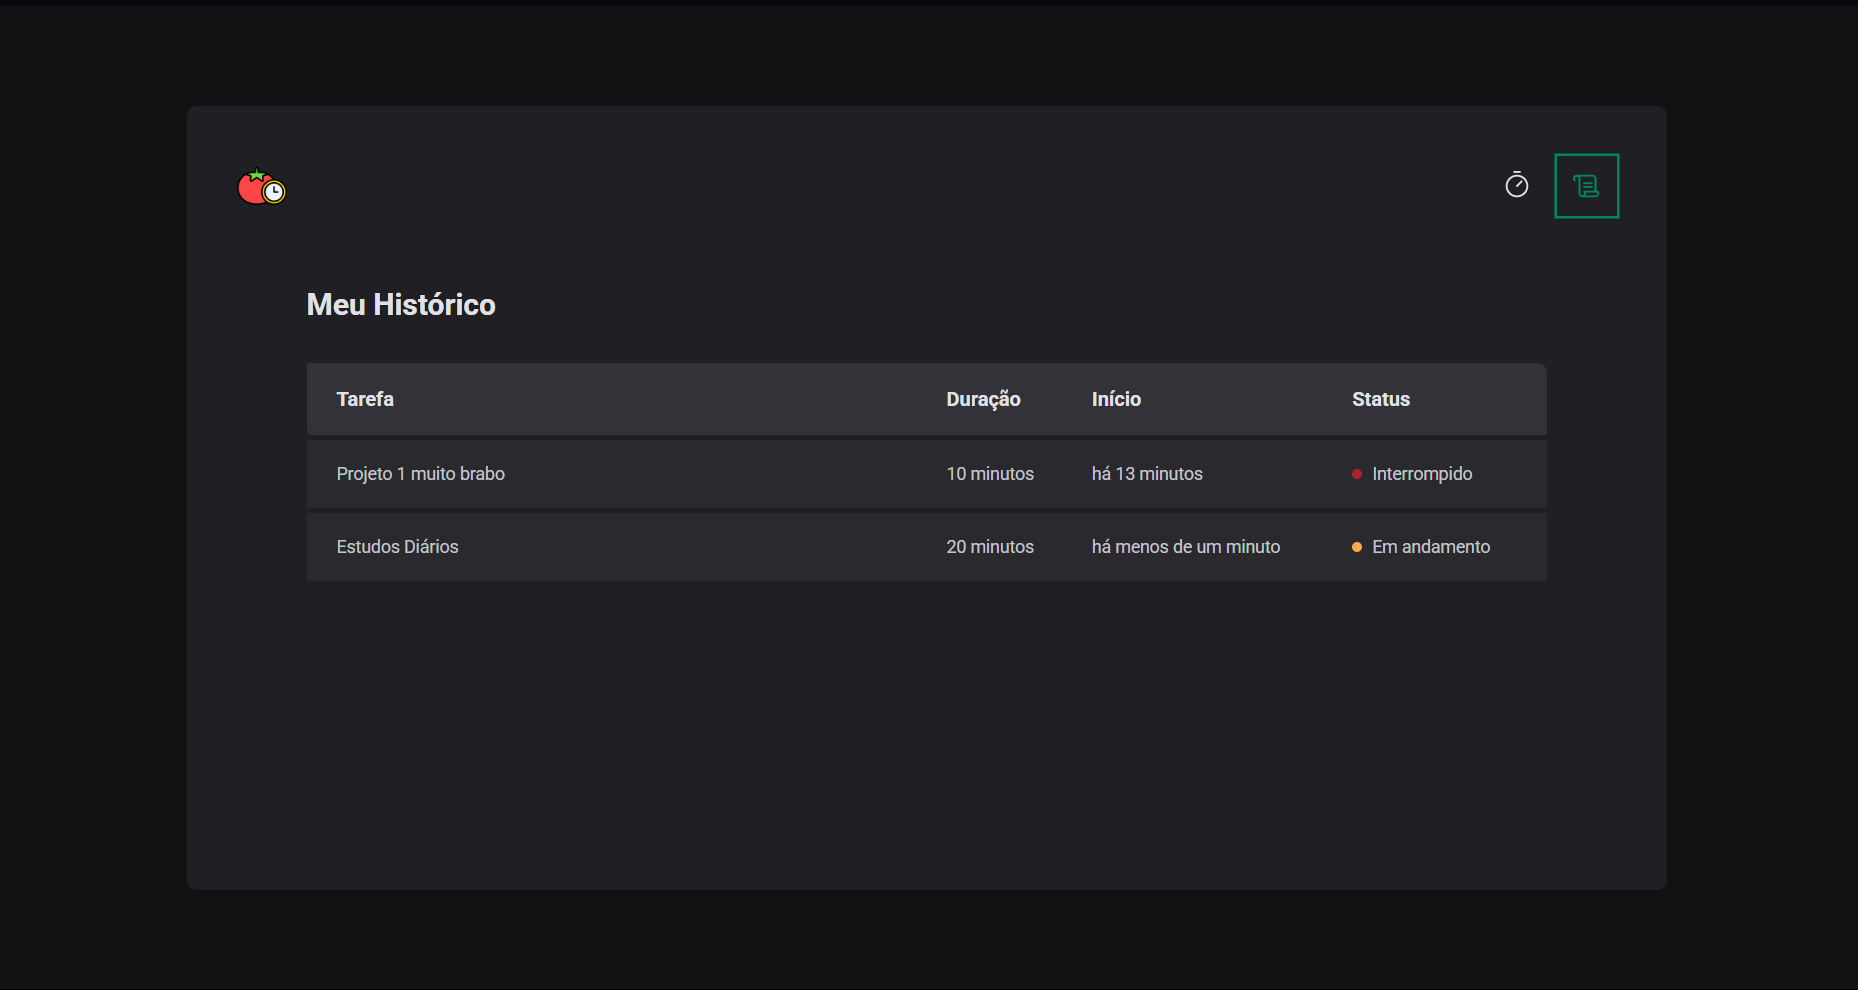 Meu Histórico
Tarefa Duração Início Status
Projeto 1 muito brabo 10 minutos há 13 minutos Interrompido
Estudos Diários 20 minutos há menos de um minuto Em andamento